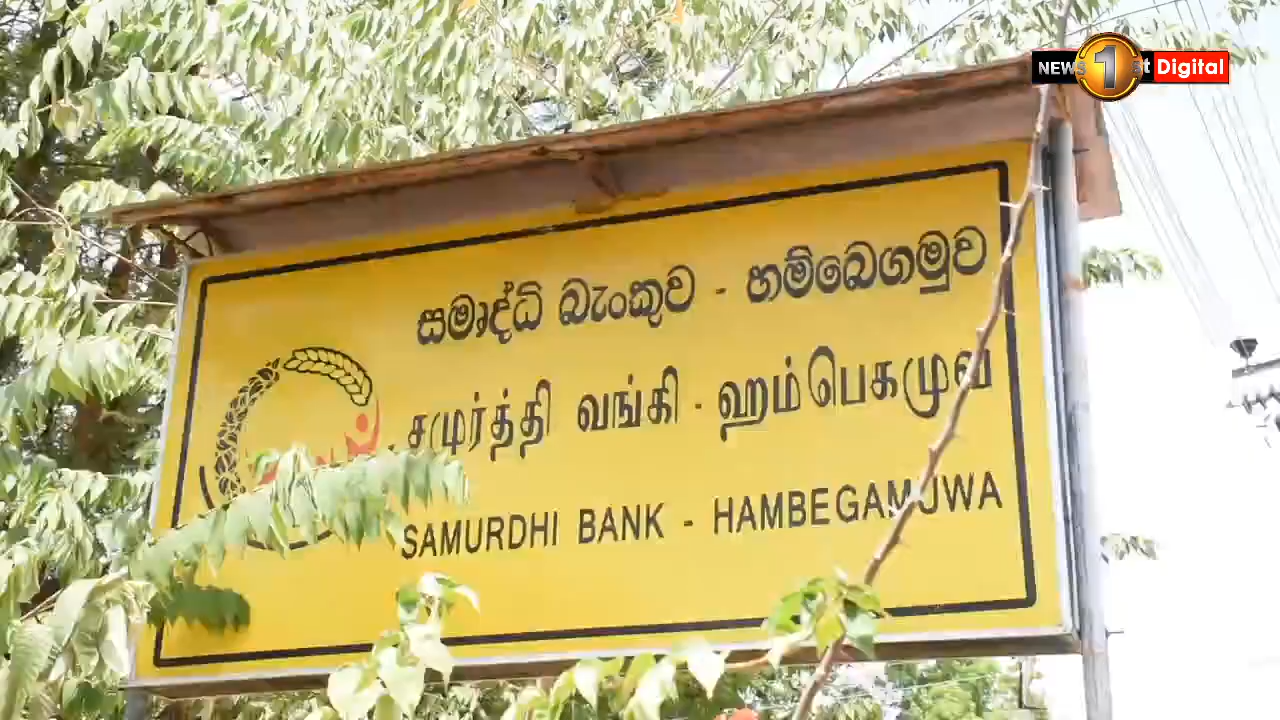 NEWS 1st Digital
සමෘද්ධි බැංකුව - හම්බෙගමුව
சமுர்த்தி வங்கி - ஹம்பெகமுவ
SAMURDHI BANK - HAMBEGAMUWA